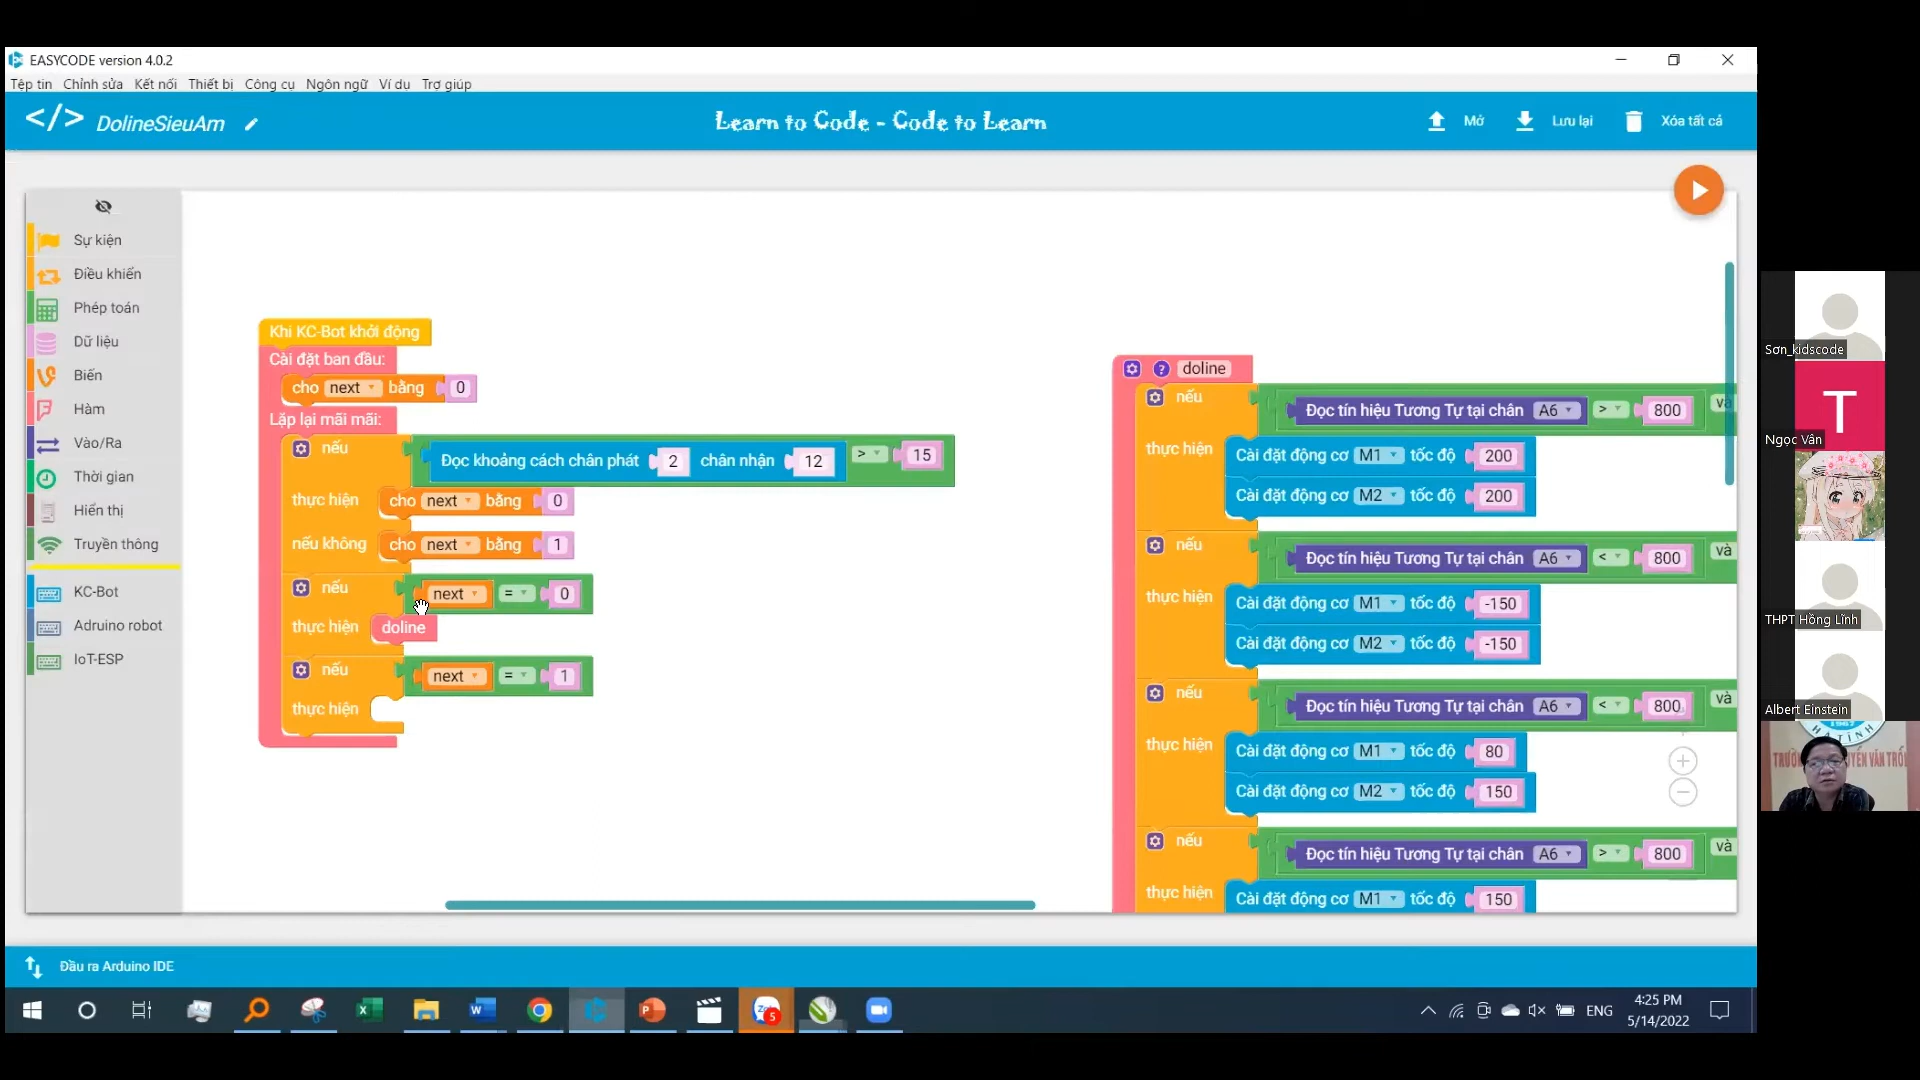 EASYCODE version 4.0.2
Tệp tin Chỉnh sửa Kết nối Thiết bị Công cụ Ngôn ngữ Ví dụ Trợ giúp
</> DolineSieuAm
Learn to Code - Code to Learn
Mở Lưu lại Xóa tất cả
Sự kiện
Điều khiển
Phép toán
Dữ liệu
Biến
Hàm
Vào/Ra
Thời gian
Hiển thị
Truyền thông
KC-Bot
Adruino robot
IoT-ESP
Khi KC-Bot khởi động
Cài đặt ban đầu:
cho next bằng 0
Lặp lại mãi mãi:
nếu Đọc khoảng cách chân phát 2 chân nhận 12 > 15
thực hiện cho next bằng 0
nếu không cho next bằng 1
nếu next = 0
thực hiện doline
nếu next = 1
thực hiện
? doline
nếu Đọc tín hiệu Tương Tự tại chân A6 > 800 và
thực hiện Cài đặt động cơ M1 tốc độ 200
Cài đặt động cơ M2 tốc độ 200
nếu Đọc tín hiệu Tương Tự tại chân A6 < 800 và
thực hiện Cài đặt động cơ M1 tốc độ -150
Cài đặt động cơ M2 tốc độ -150
nếu Đọc tín hiệu Tương Tự tại chân A6 < 800 và
thực hiện Cài đặt động cơ M1 tốc độ 80
Cài đặt động cơ M2 tốc độ 150
nếu Đọc tín hiệu Tương Tự tại chân A6 > 800 và
thực hiện Cài đặt động cơ M1 tốc độ 150
Đầu ra Arduino IDE
5
ENG
4:25 PM
5/14/2022
Sơn_kidscode
T
Ngọc Vân
THPT Hồng Lĩnh
Albert Einstein
HÀ TĨNH